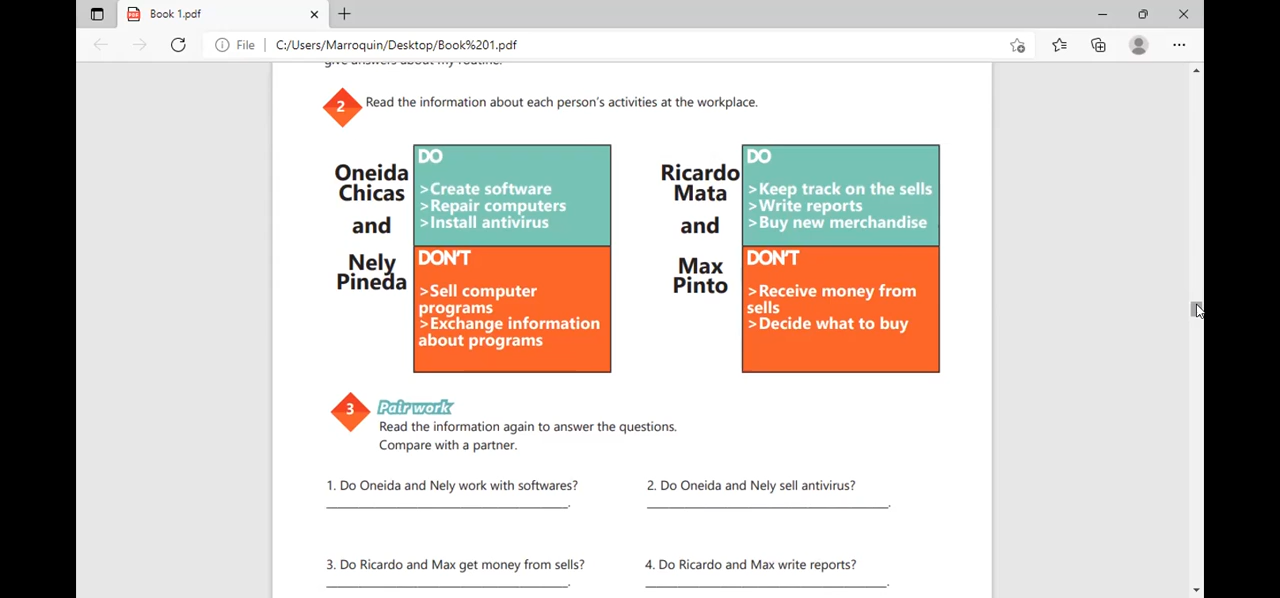 Book 1.pdf
File
C:/Users/Marroquin/Desktop/Book%201.pdf
give answers about my routine.
2
Read the information about each person's activities at the workplace.
Oneida
Chicas
and
Nely
Pineda
DO
>Create software
>Repair computers
>Install antivirus
DON'T
>Sell computer
programs
>Exchange information
about programs
Ricardo
Mata
and
Max
Pinto
DO
>Keep track on the sells
>Write reports
>Buy new merchandise
DON'T
>Receive money from
sells
>Decide what to buy
3
Pair work
Read the information again to answer the questions.
Compare with a partner.
1. Do Oneida and Nely work with softwares?
2. Do Oneida and Nely sell antivirus?
3. Do Ricardo and Max get money from sells?
4. Do Ricardo and Max write reports?